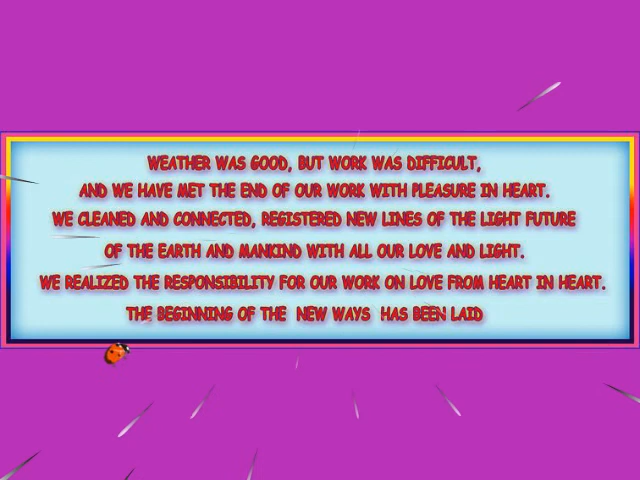 WEATHER WAS GOOD, BUT WORK WAS DIFFICULT,
AND WE HAVE MET THE END OF OUR WORK WITH PLEASURE IN HEART.
WE CLEANED AND CONNECTED, REGISTERED NEW LINES OF THE LIGHT FUTURE
OF THE EARTH AND MANKIND WITH ALL OUR LOVE AND LIGHT.
WE REALIZED THE RESPONSIBILITY FOR OUR WORK ON LOVE FROM HEART IN HEART.
THE BEGINNING OF THE NEW WAYS HAS BEEN LAID